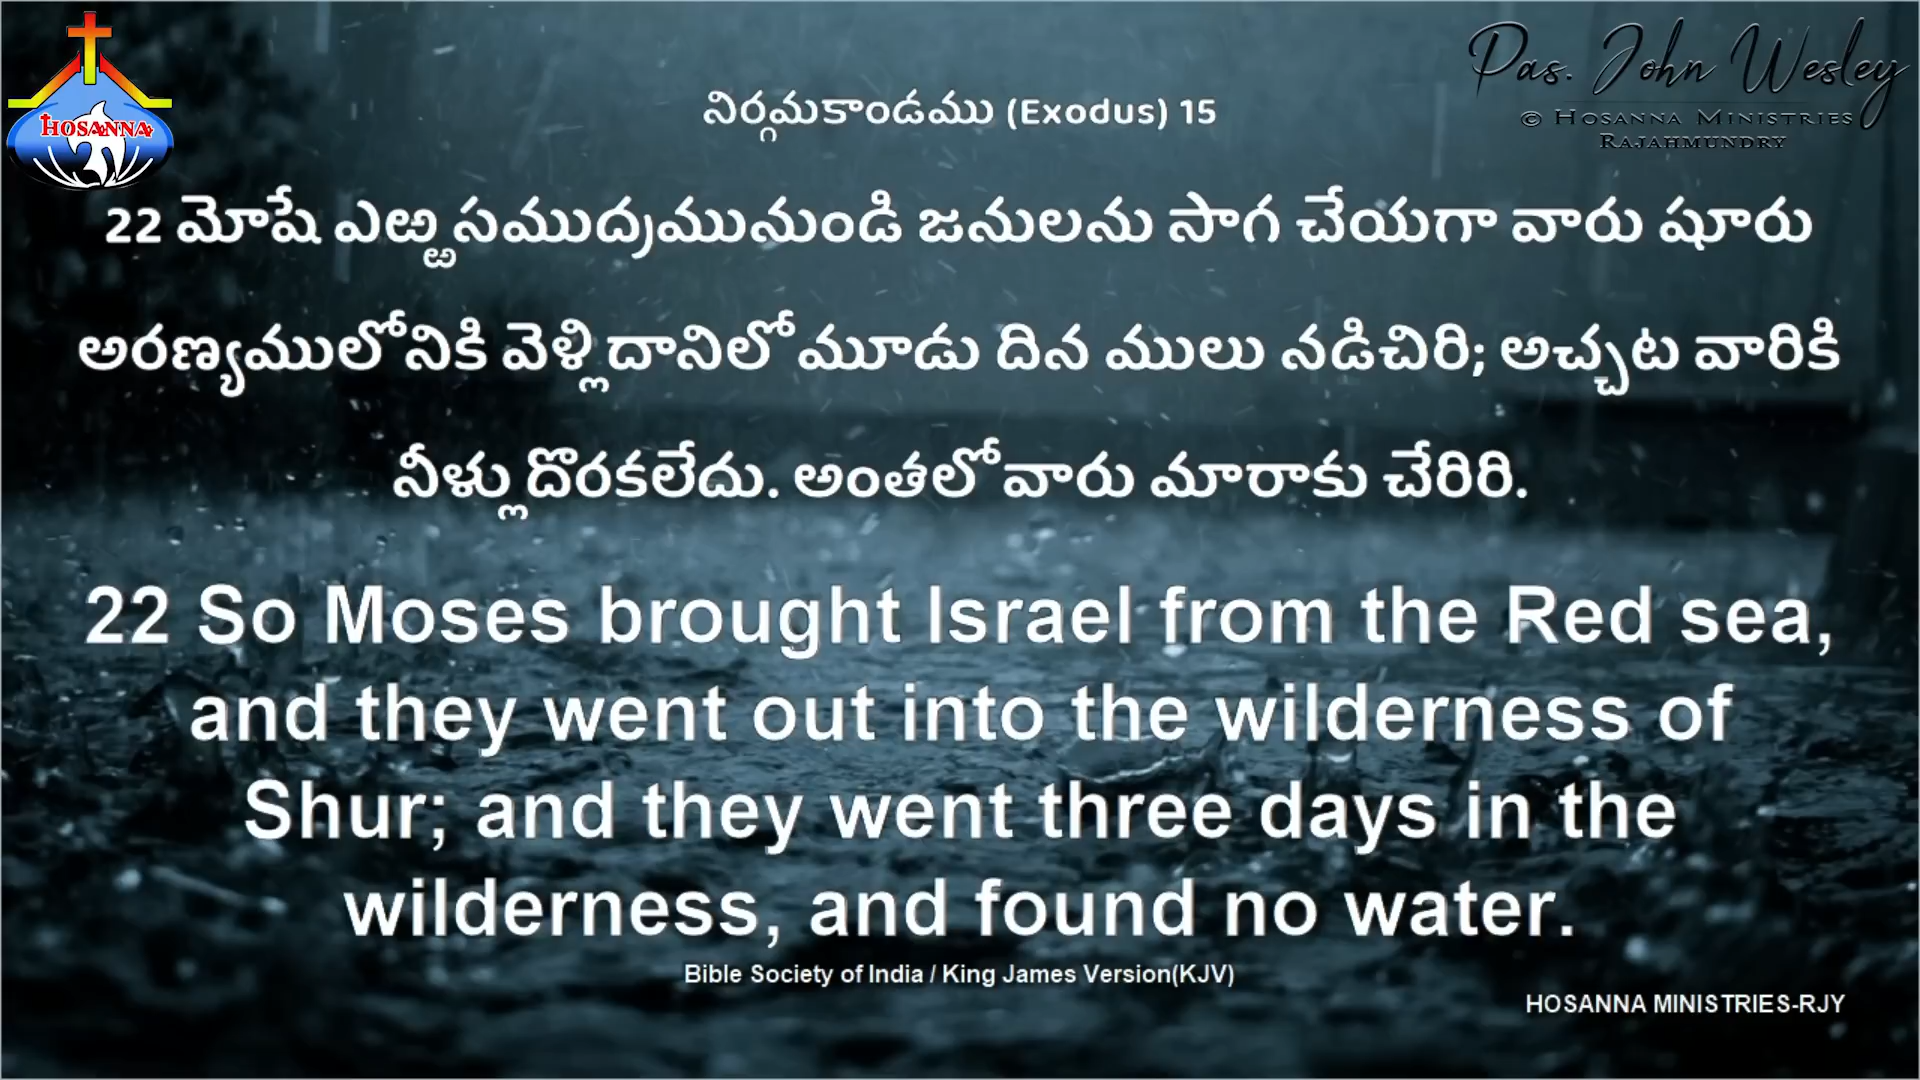 HOSANNA
Pas. John Wesley
© HOSANNA MINISTRIES
RAJAHMUNDRY
నిర్గమకాండము (Exodus) 15
22 మోషే ఎఱ్ఱ సముద్రమునుండి జనులను సాగ చేయగా వారు షూరు
అరణ్యములోనికి వెళ్లి దానిలో మూడు దిన ములు నడిచిరి; అచ్చట వారికి
నీళ్లు దొరకలేదు. అంతలో వారు మారాకు చేరిరి.
22 So Moses brought Israel from the Red sea,
and they went out into the wilderness of
Shur; and they went three days in the
wilderness, and found no water.
Bible Society of India / King James Version(KJV)
HOSANNA MINISTRIES-RJY